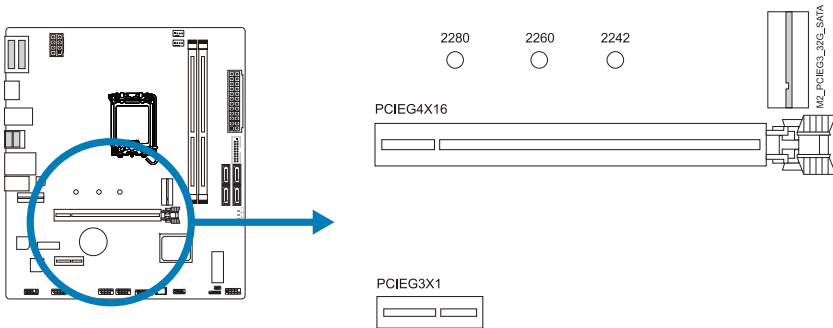 2280 2260 2242
M2_PCIEG3_32G_SATA
PCIEG4X16
PCIEG3X1